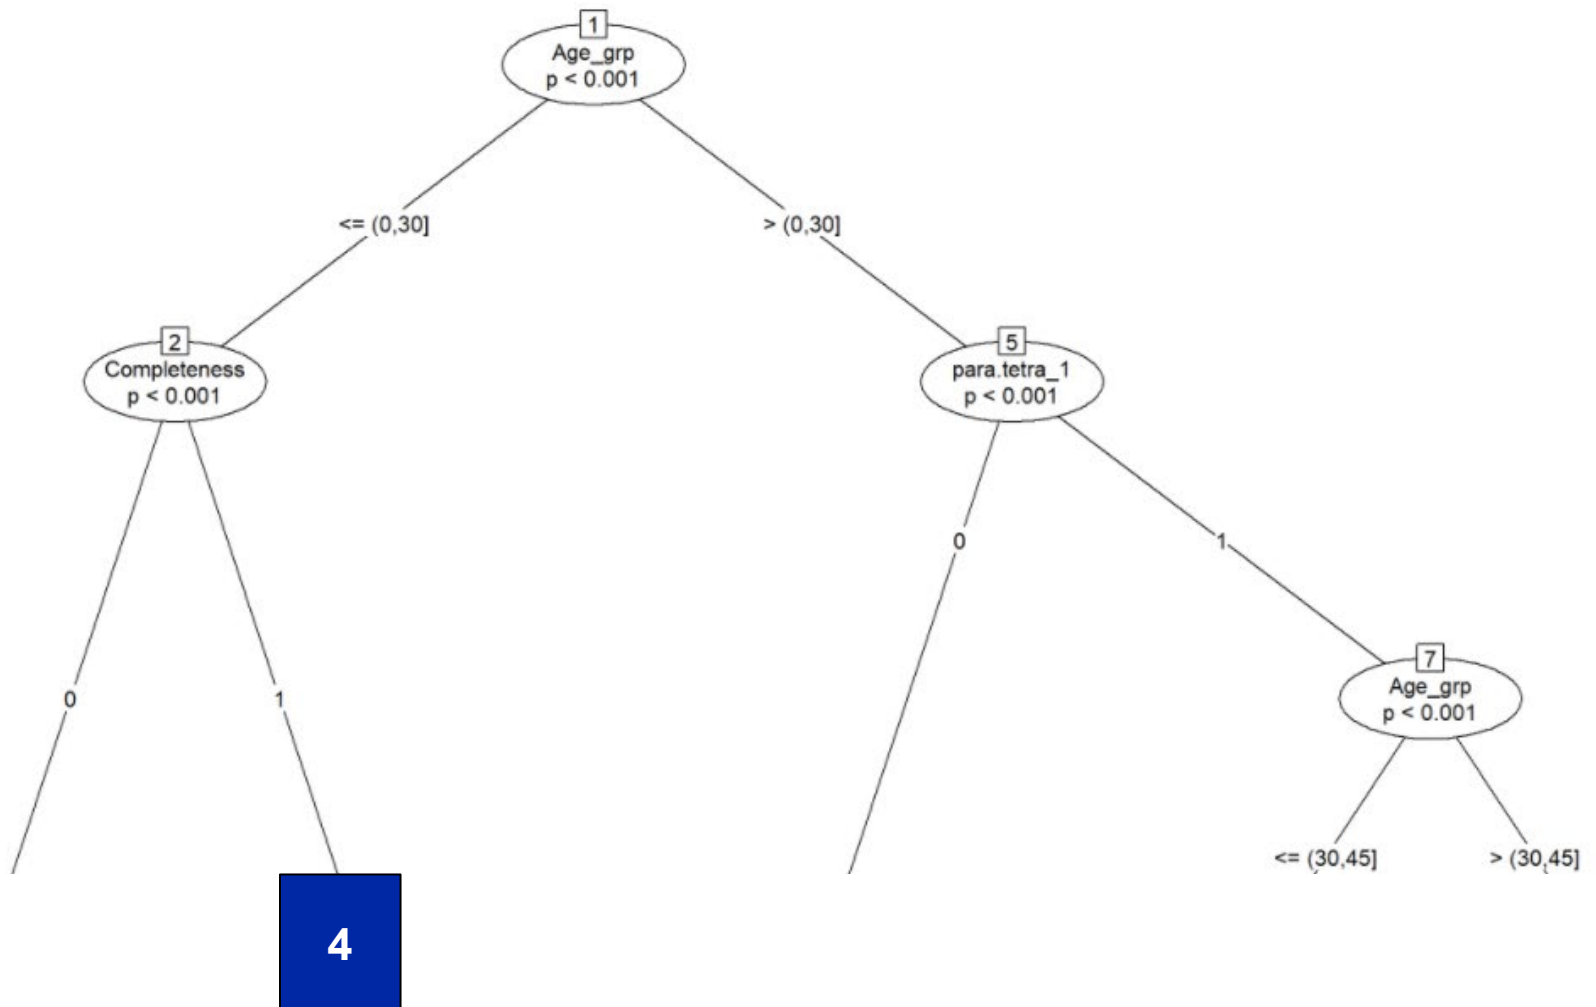 1
Age_grp
p < 0.001
<= (0,30]
> (0,30]
2
Completeness
p < 0.001
5
para.tetra_1
p < 0.001
0
1
0
1
7
Age_grp
p < 0.001
<= (30,45]
> (30,45]
4